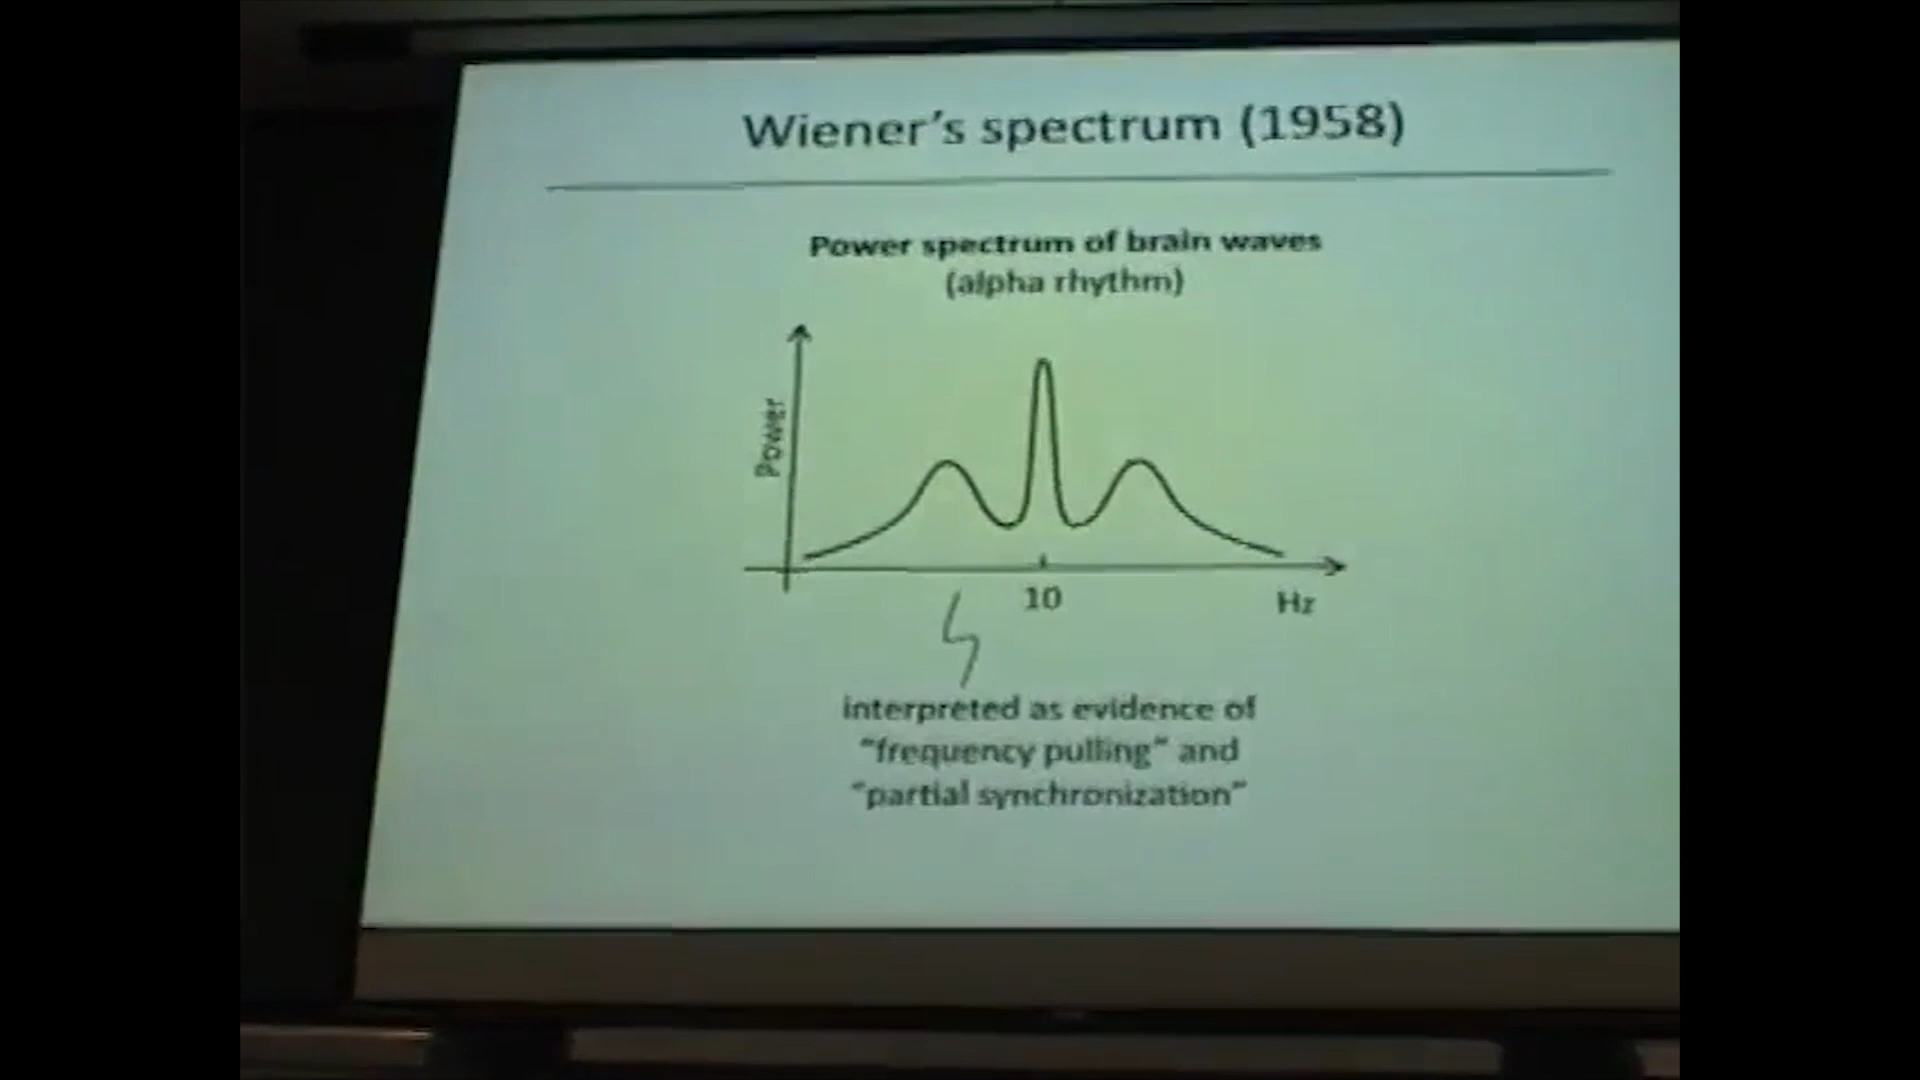 Wiener's spectrum (1958)
Power spectrum of brain waves
(alpha rhythm)
Power
10
Hz
interpreted as evidence of
"frequency pulling" and
"partial synchronization"